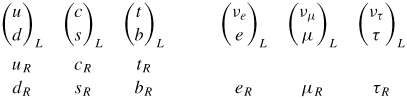 (u d)_L (c s)_L (t b)_L (ν_e e)_L (ν_μ μ)_L (ν_τ τ)_L
u_R c_R t_R
d_R s_R b_R e_R μ_R τ_R